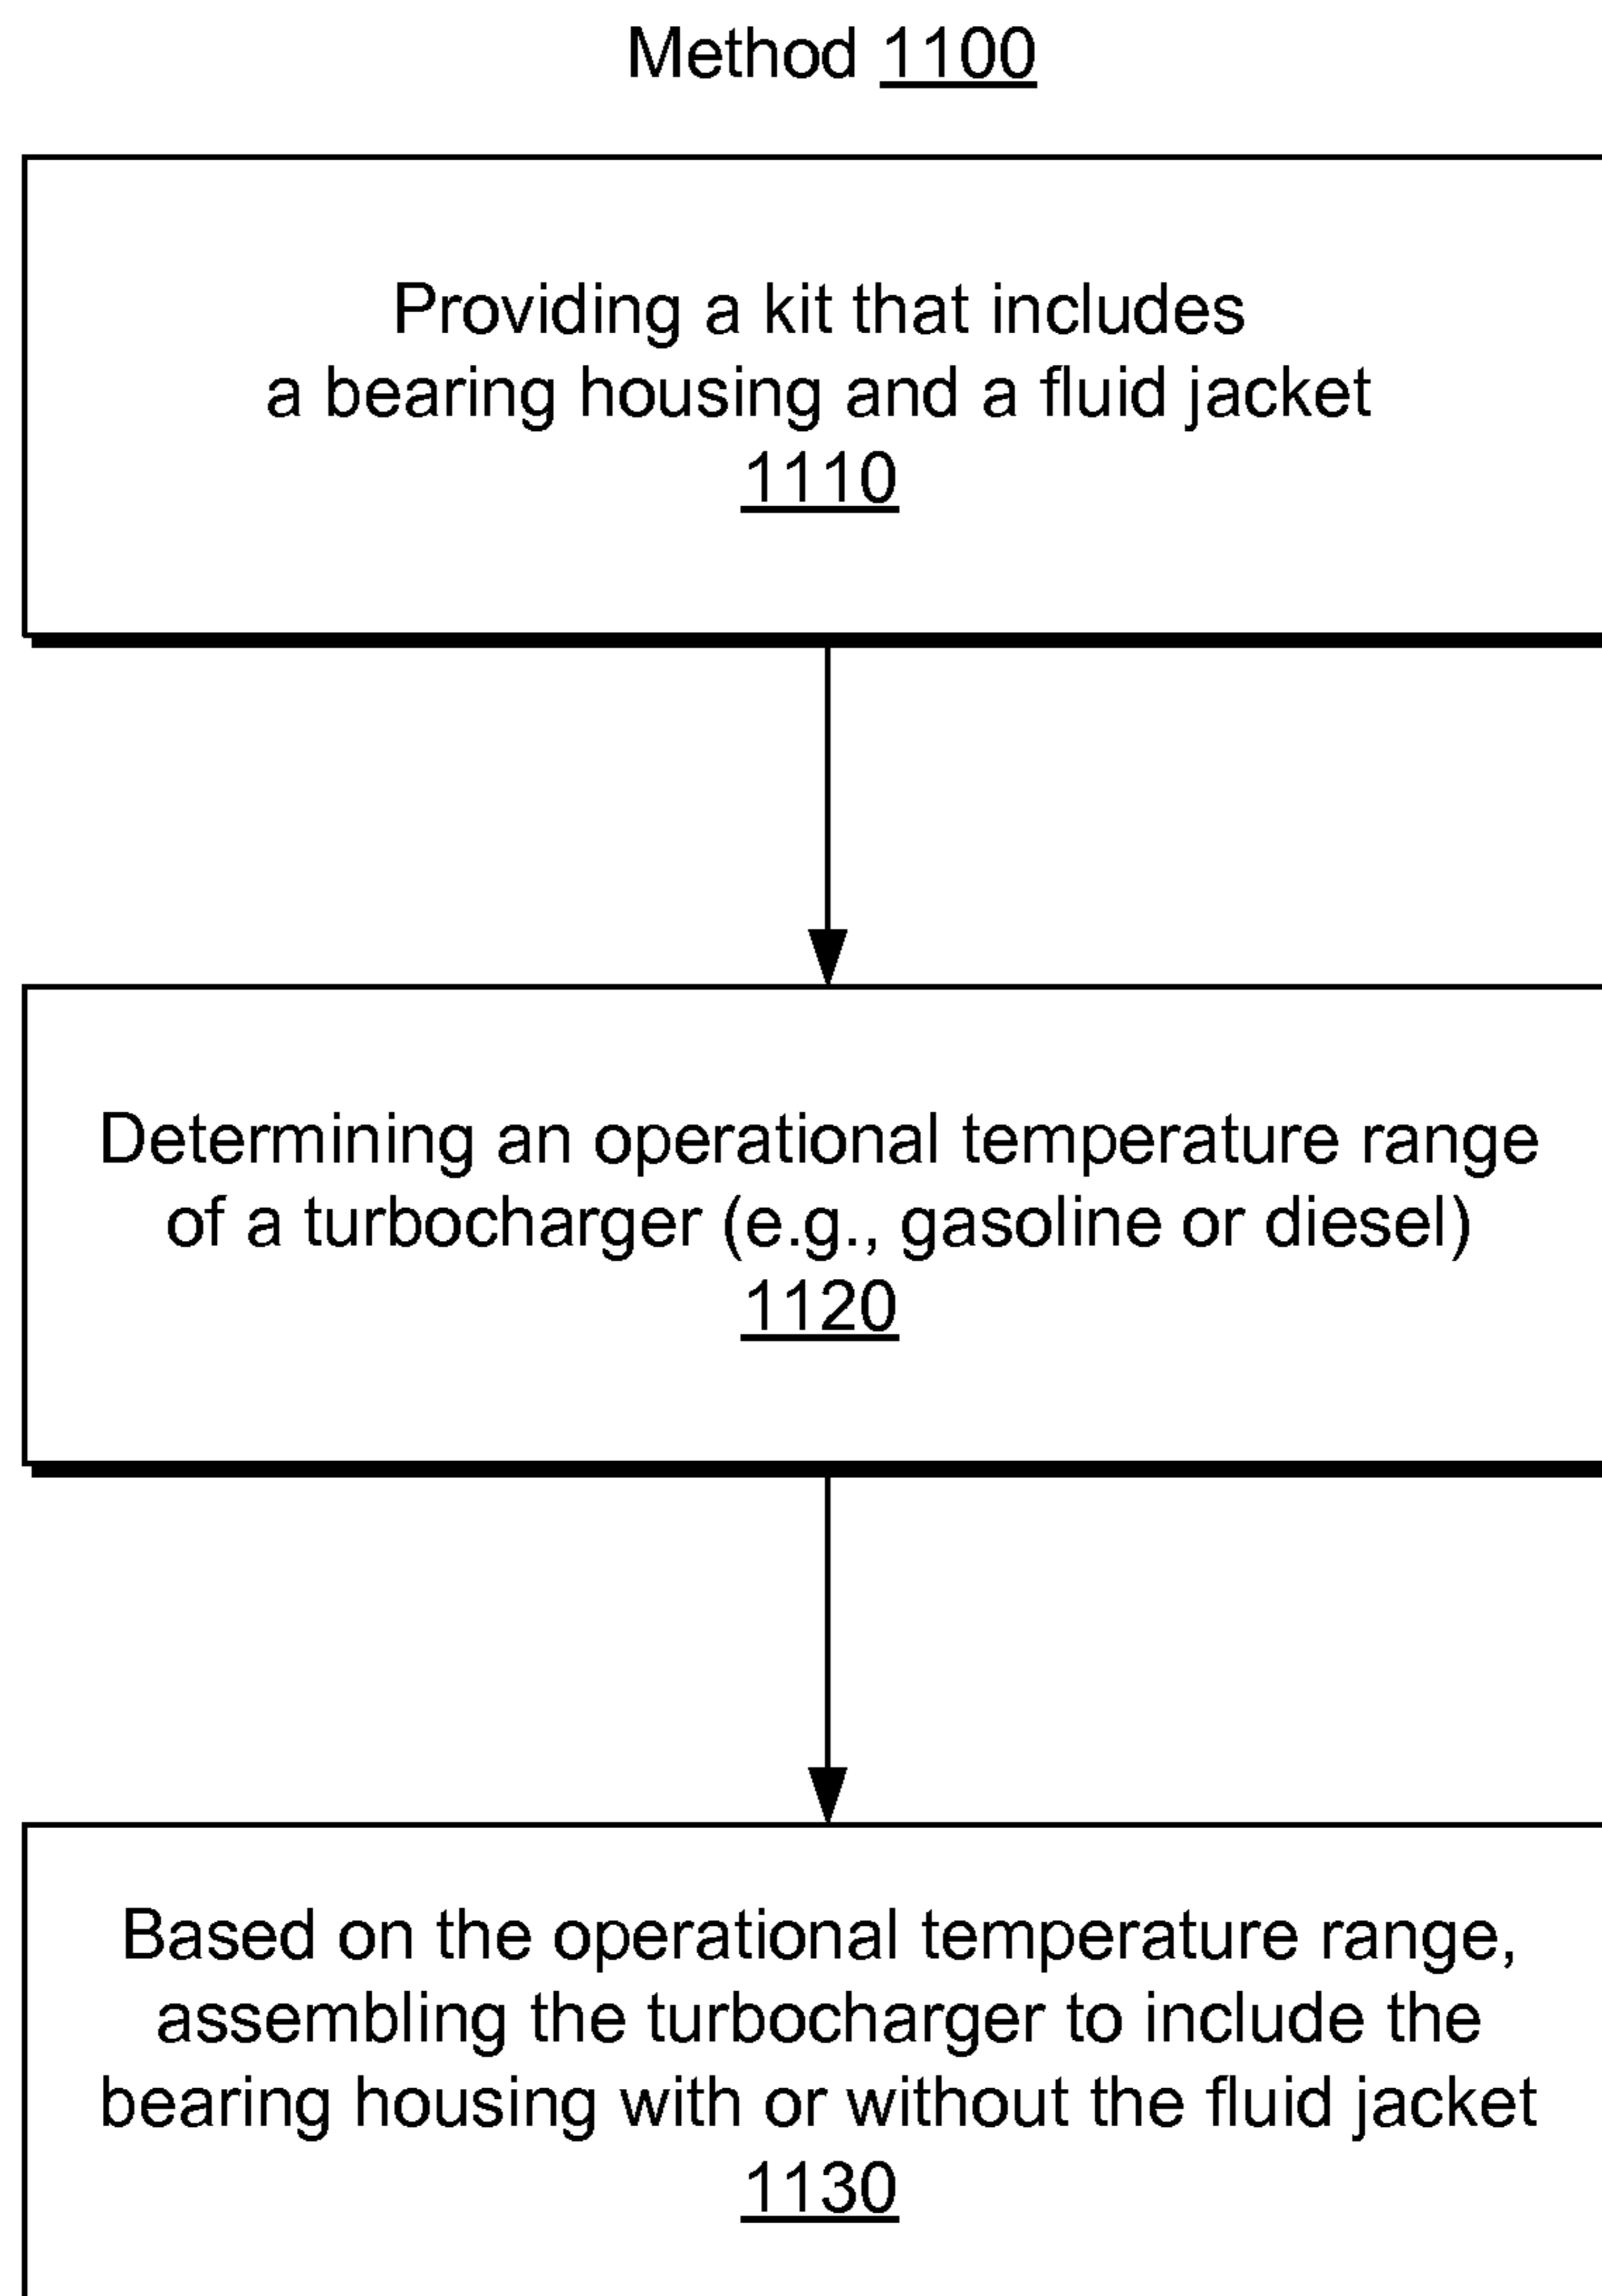 Method 1100
Providing a kit that includes
a bearing housing and a fluid jacket
1110
Determining an operational temperature range
of a turbocharger (e.g., gasoline or diesel)
1120
Based on the operational temperature range,
assembling the turbocharger to include the
bearing housing with or without the fluid jacket
1130